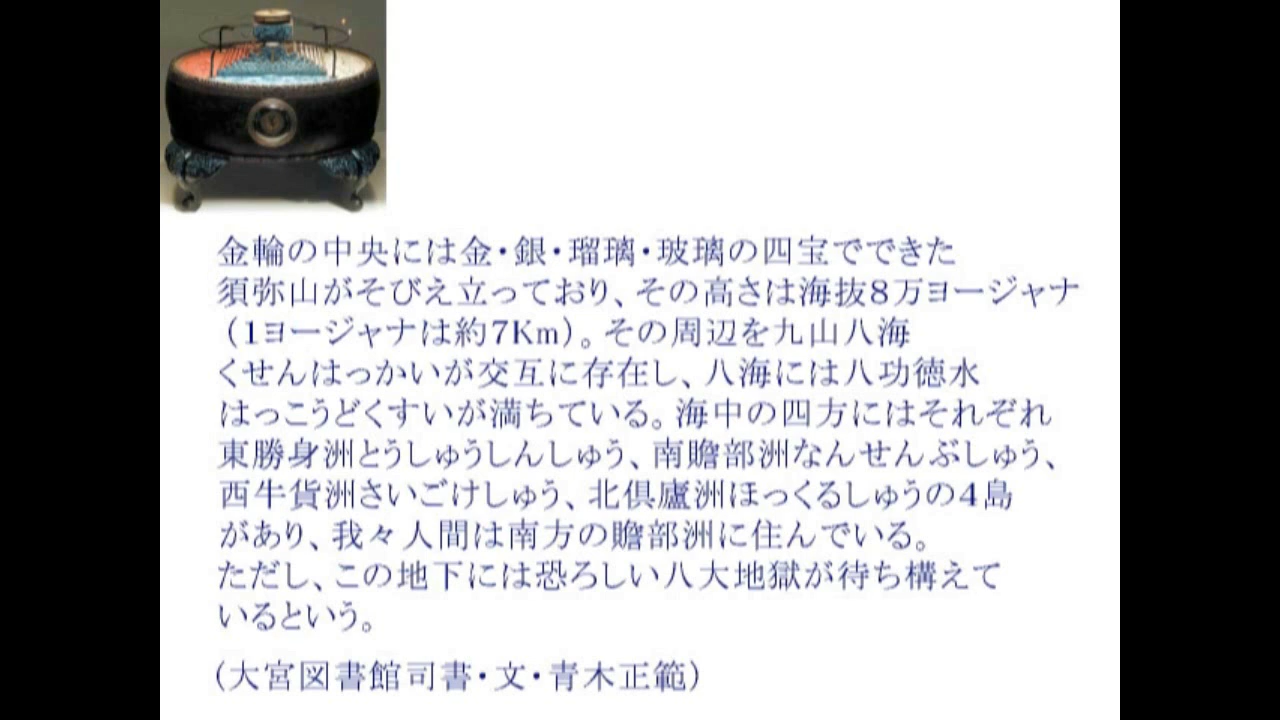 金輪の中央には金・銀・瑠璃・玻璃の四宝でできた
須弥山がそびえ立っており、その高さは海抜８万ヨージャナ
（１ヨージャナは約７Km）。その周辺を九山八海
くせんはっかいが交互に存在し、八海には八功徳水
はっこうどくすいが満ちている。海中の四方にはそれぞれ
東勝身洲とうしゅうしんしゅう、南贍部洲なんせんぶしゅう、
西牛貨洲さいごけしゅう、北倶廬洲ほっくるしゅうの４島
があり、我々人間は南方の贍部洲に住んでいる。
ただし、この地下には恐ろしい八大地獄が待ち構えて
いるという。
（大宮図書館司書・文・青木正範）